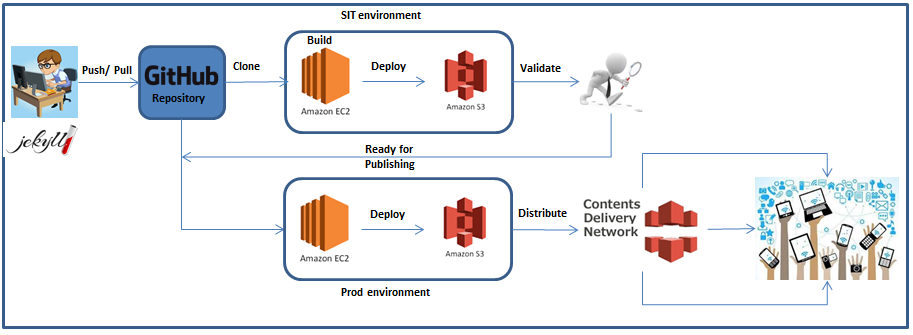 SIT environment
Build
Push/ Pull
GitHub
Repository
Clone
Deploy
Validate
Amazon EC2
Amazon S3
jekyll
Ready for
Publishing
Deploy
Distribute
Contents
Delivery
Network
Amazon EC2
Amazon S3
Prod environment